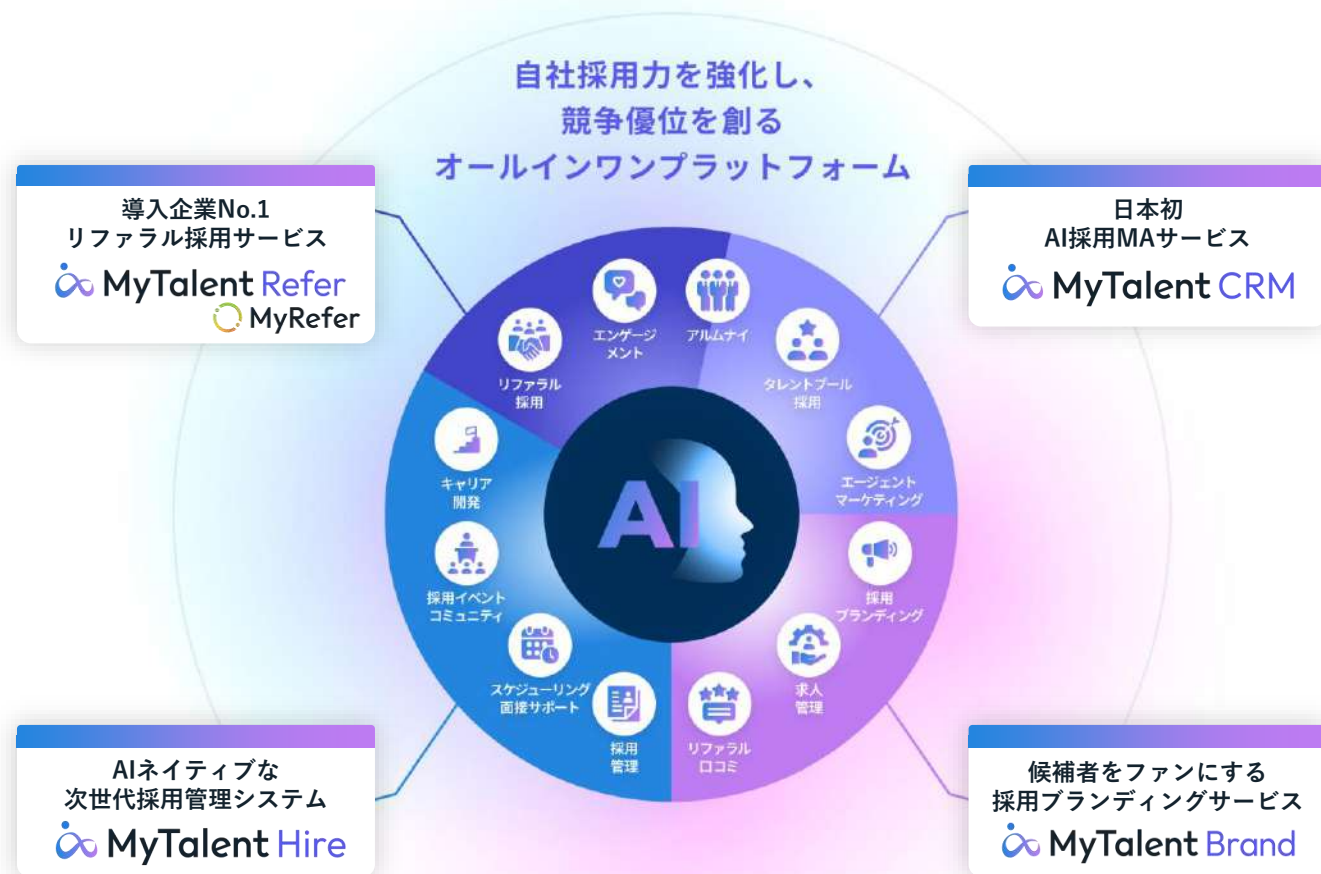 自社採用力を強化し、
競争優位を創る
オールインワンプラットフォーム
導入企業No.1
リファラル採用サービス
MyTalent Refer
MyRefer
日本初
AI採用MAサービス
MyTalent CRM
エンゲージ
メント
アルムナイ
リファラル
採用
タレントプール
採用
キャリア
開発
エージェント
マーケティング
AI
採用イベント
コミュニティ
採用
ブランディング
スケジューリング
面接サポート
求人
管理
採用
管理
リファラル
口コミ
AIネイティブな
次世代採用管理システム
MyTalent Hire
候補者をファンにする
採用ブランディングサービス
MyTalent Brand